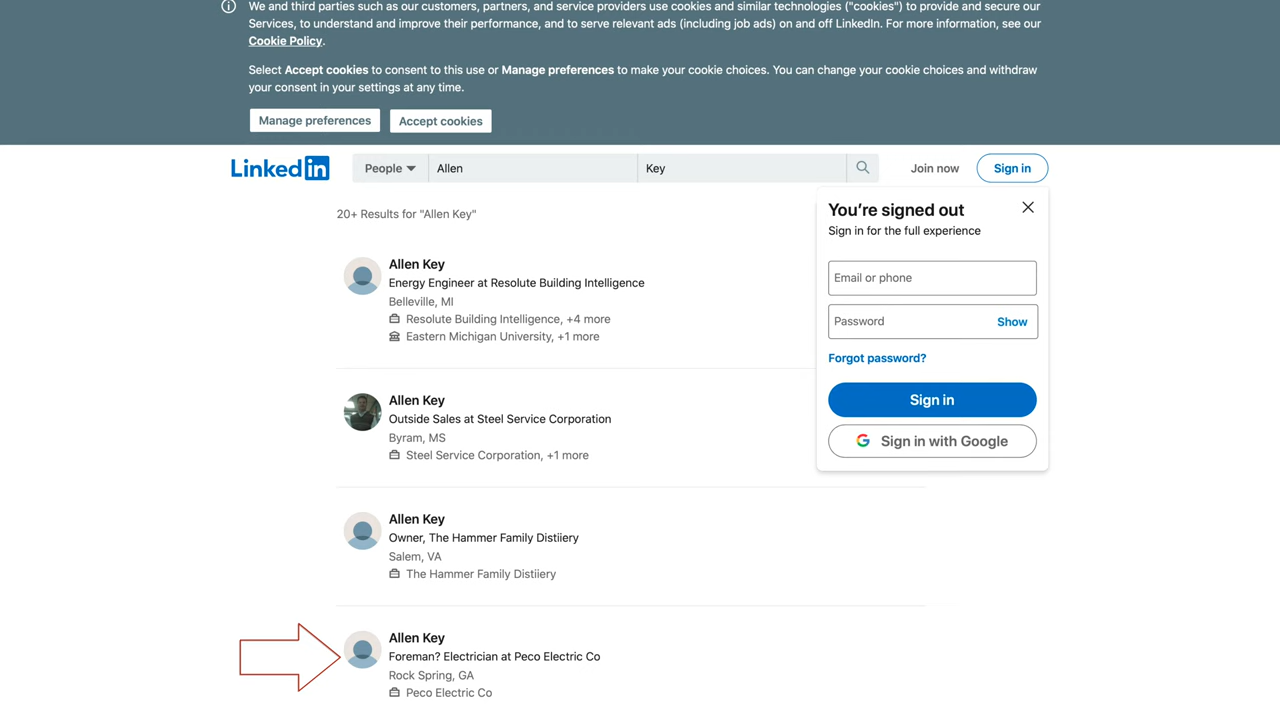 We and third parties such as our customers, partners, and service providers use cookies and similar technologies ("cookies") to provide and secure our
Services, to understand and improve their performance, and to serve relevant ads (including job ads) on and off LinkedIn. For more information, see our
Cookie Policy.
Select Accept cookies to consent to this use or Manage preferences to make your cookie choices. You can change your cookie choices and withdraw
your consent in your settings at any time.
Manage preferences Accept cookies
LinkedIn People Allen Key Join now Sign in
20+ Results for "Allen Key"
You're signed out
Sign in for the full experience
Email or phone
Password Show
Forgot password?
Sign in
Sign in with Google
Allen Key
Energy Engineer at Resolute Building Intelligence
Belleville, MI
Resolute Building Intelligence, +4 more
Eastern Michigan University, +1 more
Allen Key
Outside Sales at Steel Service Corporation
Byram, MS
Steel Service Corporation, +1 more
Allen Key
Owner, The Hammer Family Distiiery
Salem, VA
The Hammer Family Distiiery
Allen Key
Foreman? Electrician at Peco Electric Co
Rock Spring, GA
Peco Electric Co